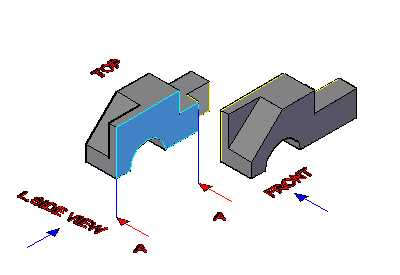 TOP
FRONT
L. SIDE VIEW
A
A